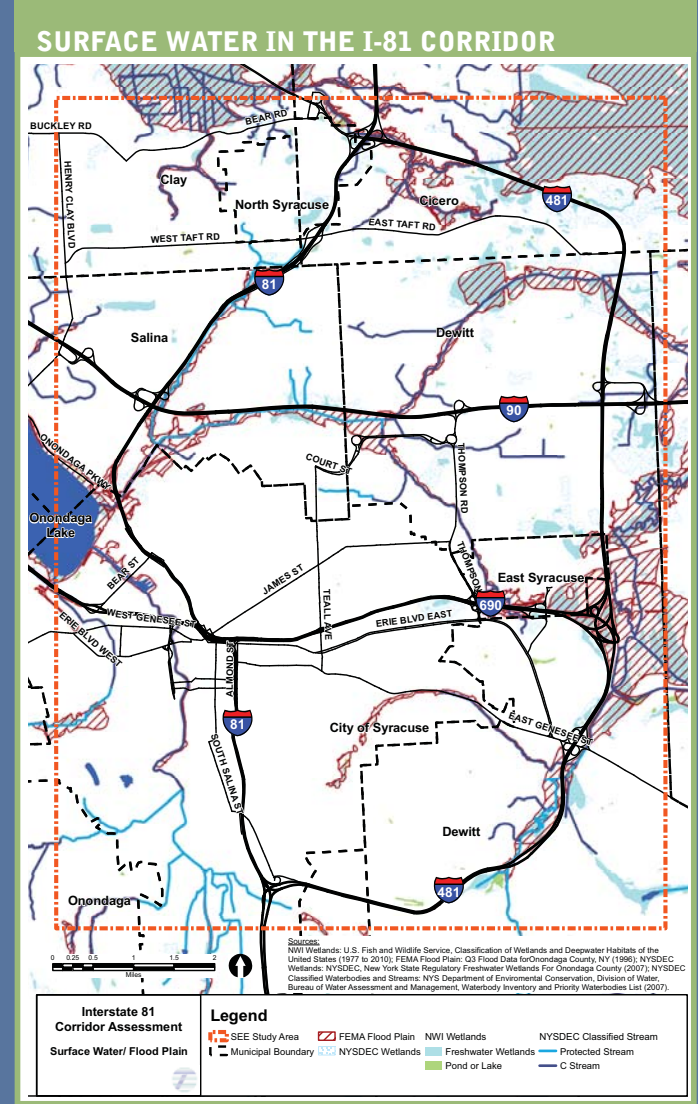 SURFACE WATER IN THE I-81 CORRIDOR
BUCKLEY RD
BEAR RD
HENRY CLAY BLVD
Clay
North Syracuse
Cicero
481
WEST TAFT RD
EAST TAFT RD
81
Salina
Dewitt
90
ONONDAGA PKWY
COURT ST
THOMPSON RD
Onondaga
Lake
BEAR ST
JAMES ST
THOMPSON
East Syracuse
690
TEALL AVE
WEST GENESEE ST
ERIE BLVD EAST
ERIE BLVD WEST
ALMOND ST
81
City of Syracuse
EAST GENESEE ST
SOUTH SALINA ST
Dewitt
481
Onondaga
0 0.25 0.5 1 1.5 2
Miles
Sources:
NWI Wetlands: U.S. Fish and Wildlife Service, Classification of Wetlands and Deepwater Habitats of the
United States (1977 to 2010); FEMA Flood Plain: Q3 Flood Data forOnondaga County, NY (1996); NYSDEC
Wetlands: NYSDEC, New York State Regulatory Freshwater Wetlands For Onondaga County (2007); NYSDEC
Classified Waterbodies and Streams: NYS Department of Environmental Conservation, Division of Water,
Bureau of Water Assessment and Management, Waterbody Inventory and Priority Waterbodies List (2007).
Interstate 81
Corridor Assessment
Surface Water/ Flood Plain
Legend
SEE Study Area
Municipal Boundary
FEMA Flood Plain
NYSDEC Wetlands
NWI Wetlands
Freshwater Wetlands
Pond or Lake
NYSDEC Classified Stream
Protected Stream
C Stream